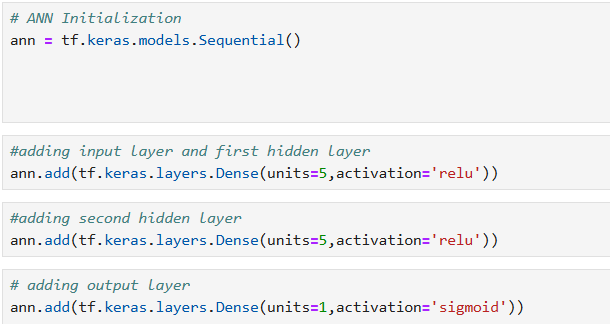 # ANN Initialization
ann = tf.keras.models.Sequential()
#adding input layer and first hidden layer
ann.add(tf.keras.layers.Dense(units=5,activation='relu'))
#adding second hidden layer
ann.add(tf.keras.layers.Dense(units=5,activation='relu'))
# adding output layer
ann.add(tf.keras.layers.Dense(units=1,activation='sigmoid'))